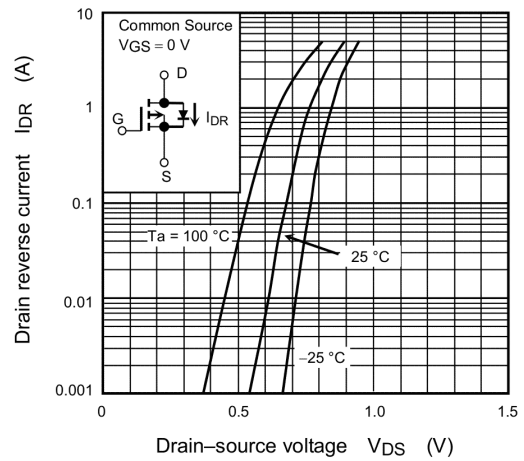 10
1
0.1
0.01
0.001
Drain reverse current IDR (A)
Common Source
VGS = 0 V
D
G
IDR
S
Ta = 100 °C
25 °C
−25 °C
0
0.5
1.0
1.5
Drain–source voltage VDS (V)